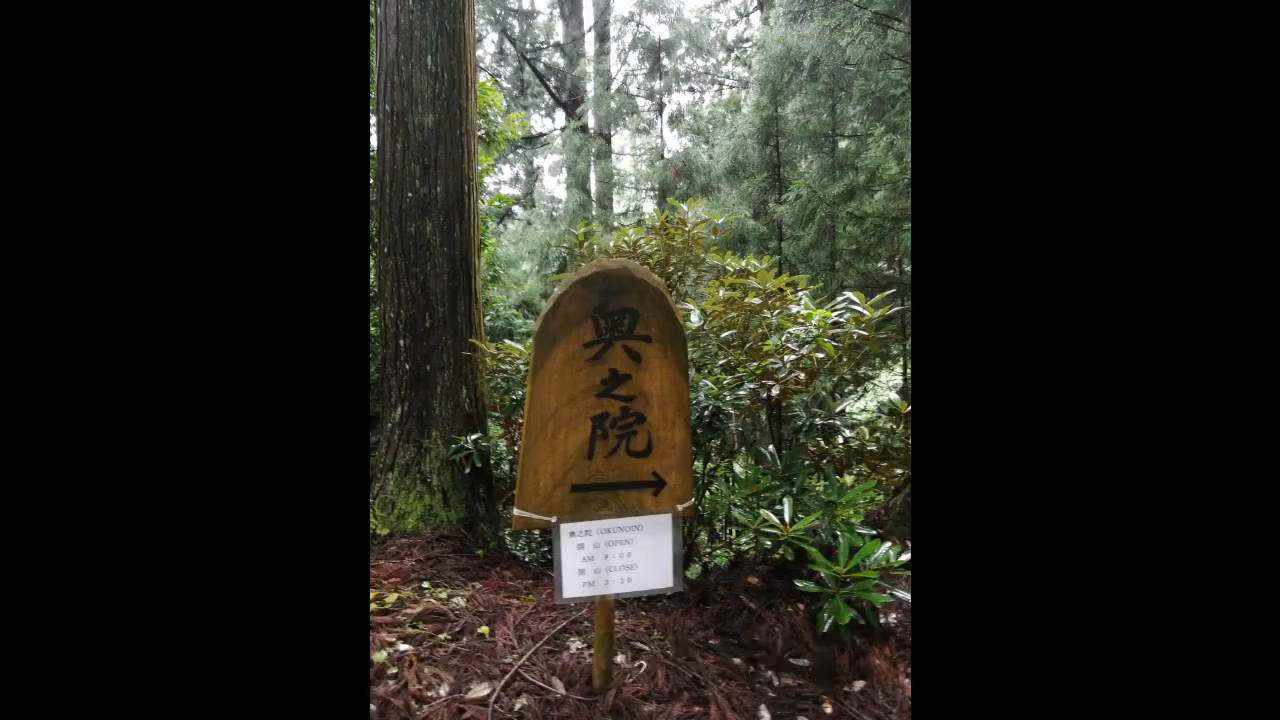 奥之院
奥之院 (OKUNOIN)
開 山 (OPEN)
AM 9:00
閉 山 (CLOSE)
PM 3:30